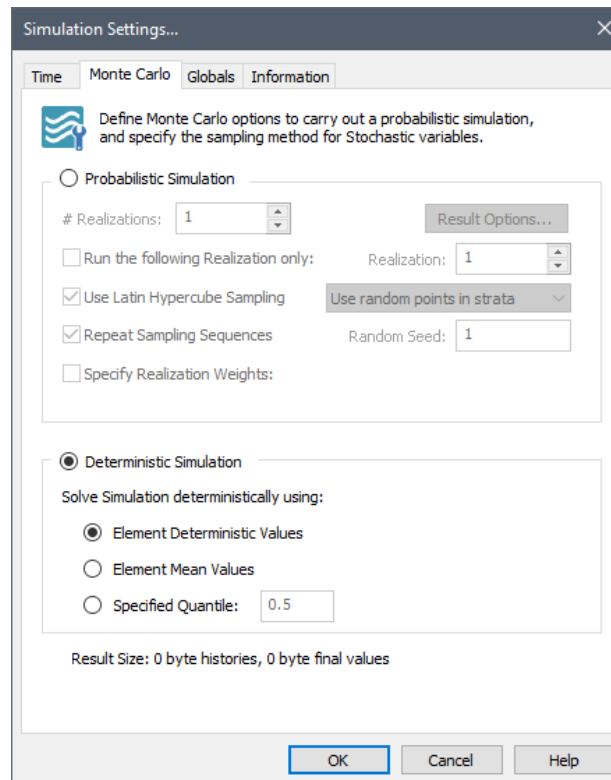 Simulation Settings...
Time Monte Carlo Globals Information
Define Monte Carlo options to carry out a probabilistic simulation,
and specify the sampling method for Stochastic variables.
Probabilistic Simulation
# Realizations: 1 Result Options...
Run the following Realization only: Realization: 1
Use Latin Hypercube Sampling Use random points in strata
Repeat Sampling Sequences Random Seed: 1
Specify Realization Weights:
Deterministic Simulation
Solve Simulation deterministically using:
Element Deterministic Values
Element Mean Values
Specified Quantile: 0.5
Result Size: 0 byte histories, 0 byte final values
OK Cancel Help